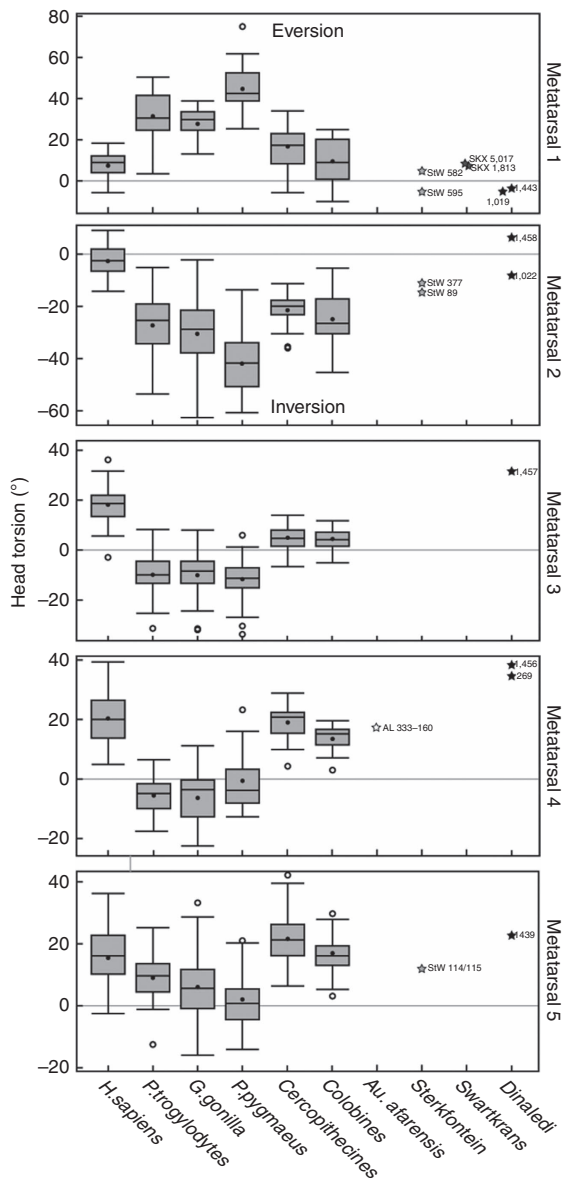 80
Eversion
60
40
20
0
SKX 5,017
SKX 1,813
StW 582
StW 595
1,443
1,019
Metatarsal 1
0
–20
–40
–60
1,458
1,022
StW 377
StW 89
Inversion
Metatarsal 2
Head torsion (°)
40
20
0
–20
1,457
Metatarsal 3
40
20
0
–20
1,456
269
AL 333–160
Metatarsal 4
40
20
0
–20
1439
StW 114/115
Metatarsal 5
H.sapiens
P.trogylodytes
G.gonilla
P.pygmaeus
Cercopithecines
Colobines
Au. afarensis
Sterkfontein
Swartkrans
Dinaledi